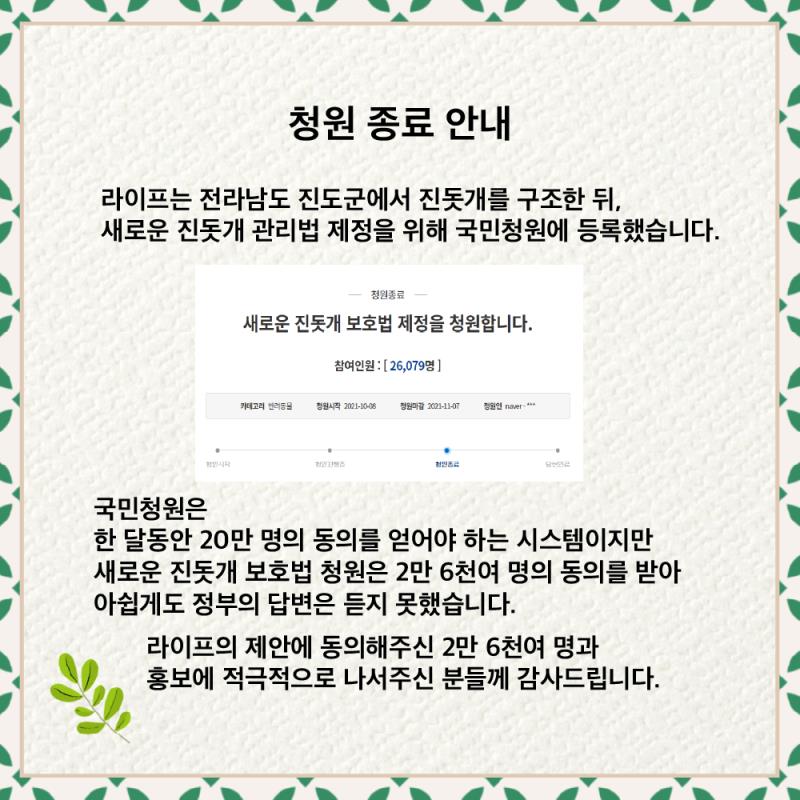 청원 종료 안내
라이프는 전라남도 진도군에서 진돗개를 구조한 뒤,
새로운 진돗개 관리법 제정을 위해 국민청원에 등록했습니다.
청원종료
새로운 진돗개 보호법 제정을 청원합니다.
참여인원 : [ 26,079명 ]
카테고리 반려동물 청원시작 2021-10-08 청원마감 2021-11-07 청원인 naver - ***
청원시작 청원진행중 청원종료 답변완료
국민청원은
한 달동안 20만 명의 동의를 얻어야 하는 시스템이지만
새로운 진돗개 보호법 청원은 2만 6천여 명의 동의를 받아
아쉽게도 정부의 답변은 듣지 못했습니다.
라이프의 제안에 동의해주신 2만 6천여 명과
홍보에 적극적으로 나서주신 분들께 감사드립니다.